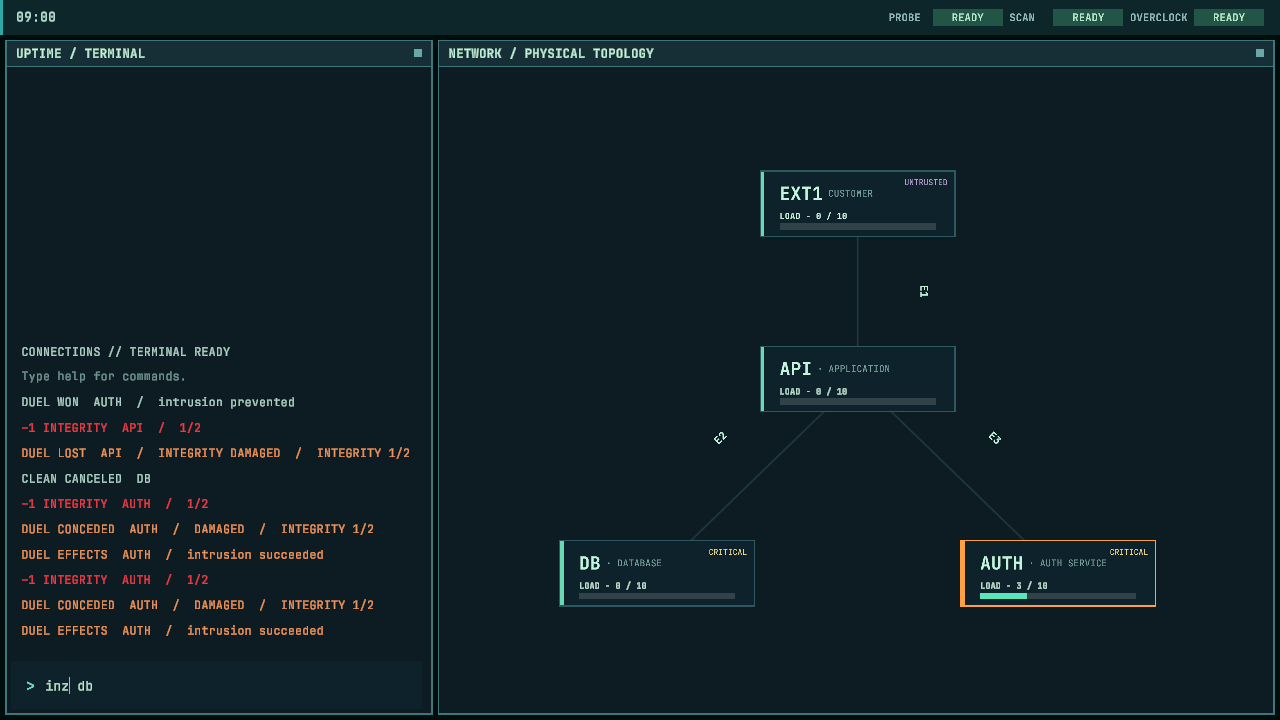 09:00
PROBE READY SCAN READY OVERCLOCK READY
UPTIME / TERMINAL
NETWORK / PHYSICAL TOPOLOGY
CONNECTIONS // TERMINAL READY
Type help for commands.
DUEL WON AUTH / intrusion prevented
-1 INTEGRITY API / 1/2
DUEL LOST API / INTEGRITY DAMAGED / INTEGRITY 1/2
CLEAN CANCELED DB
-1 INTEGRITY AUTH / 1/2
DUEL CONCEDED AUTH / DAMAGED / INTEGRITY 1/2
DUEL EFFECTS AUTH / intrusion succeeded
-1 INTEGRITY AUTH / 1/2
DUEL CONCEDED AUTH / DAMAGED / INTEGRITY 1/2
DUEL EFFECTS AUTH / intrusion succeeded
> inz db
UNTRUSTED
EXT1 CUSTOMER
LOAD - 0 / 10
E1
API · APPLICATION
LOAD - 0 / 10
E2
E3
CRITICAL
DB · DATABASE
LOAD - 0 / 10
CRITICAL
AUTH · AUTH SERVICE
LOAD - 3 / 10